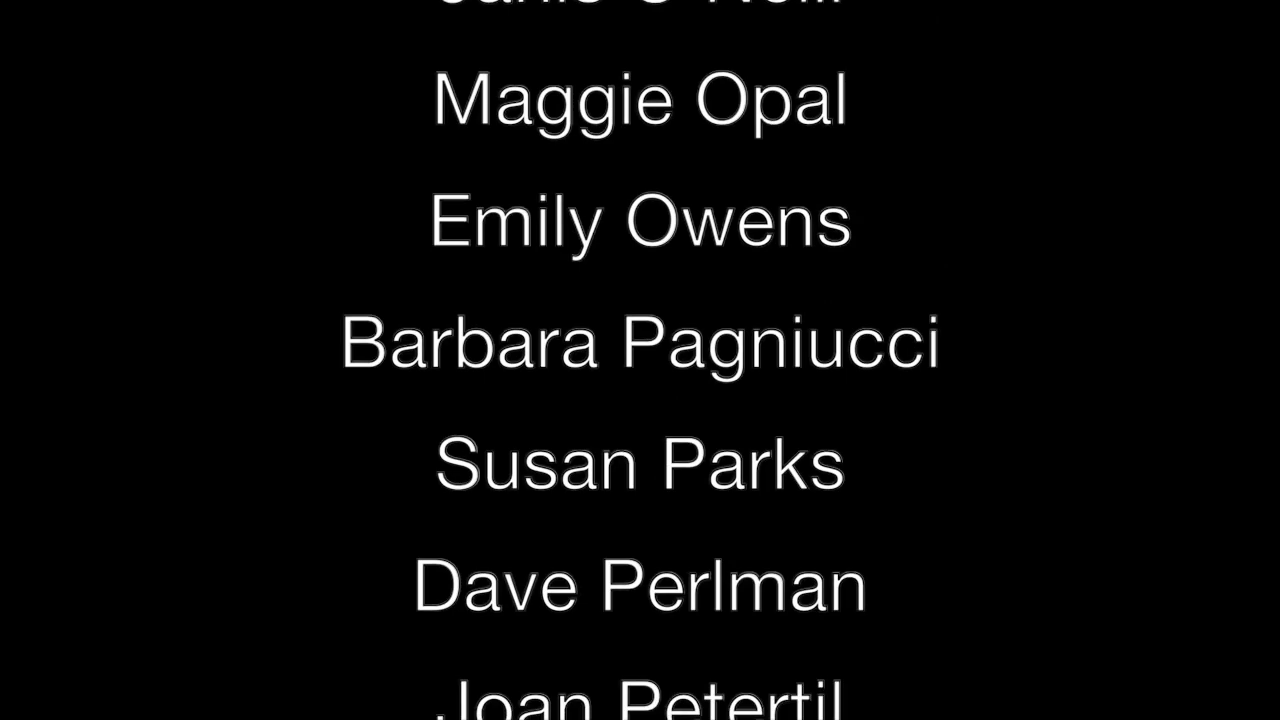 Maggie Opal
Emily Owens
Barbara Pagniucci
Susan Parks
Dave Perlman
Joan Petertil